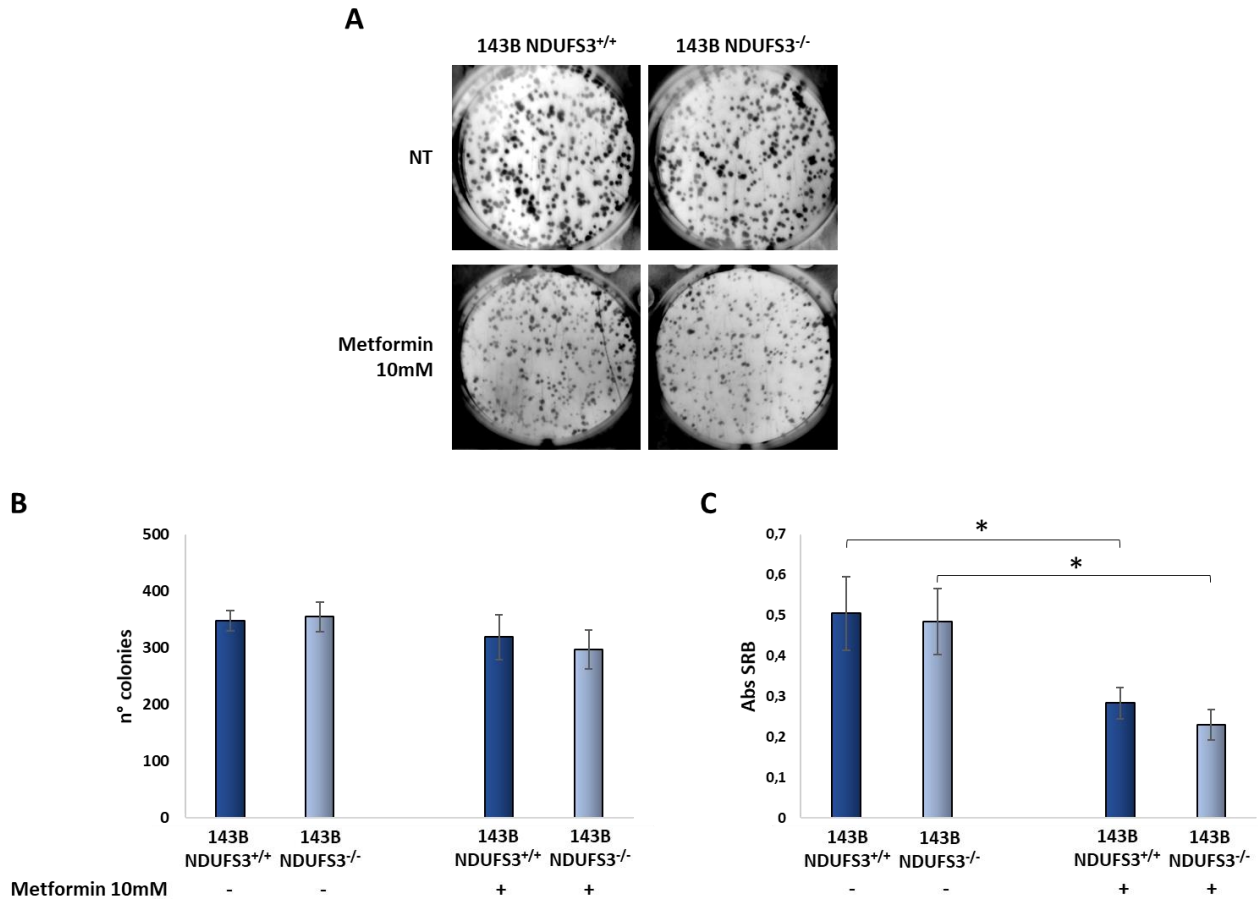 A
143B NDUFS3+/+ 143B NDUFS3-/-
NT
Metformin
10mM
B
n° colonies
500
400
300
200
100
0
143B
NDUFS3+/+
143B
NDUFS3-/-
143B
NDUFS3+/+
143B
NDUFS3-/-
Metformin 10mM - - + +
C
Abs SRB
0,7
0,6
0,5
0,4
0,3
0,2
0,1
0
*
*
143B
NDUFS3+/+
143B
NDUFS3-/-
143B
NDUFS3+/+
143B
NDUFS3-/-
- - + +